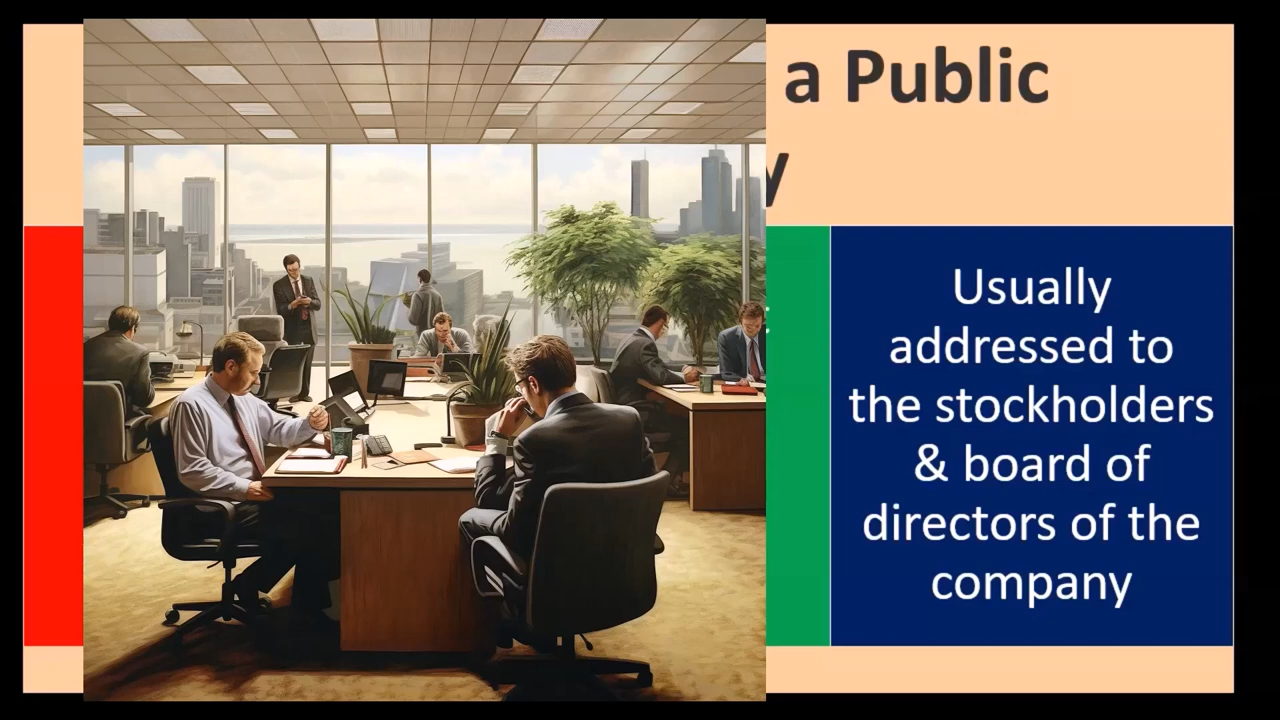 a Public
y
Usually
addressed to
the stockholders
& board of
directors of the
company